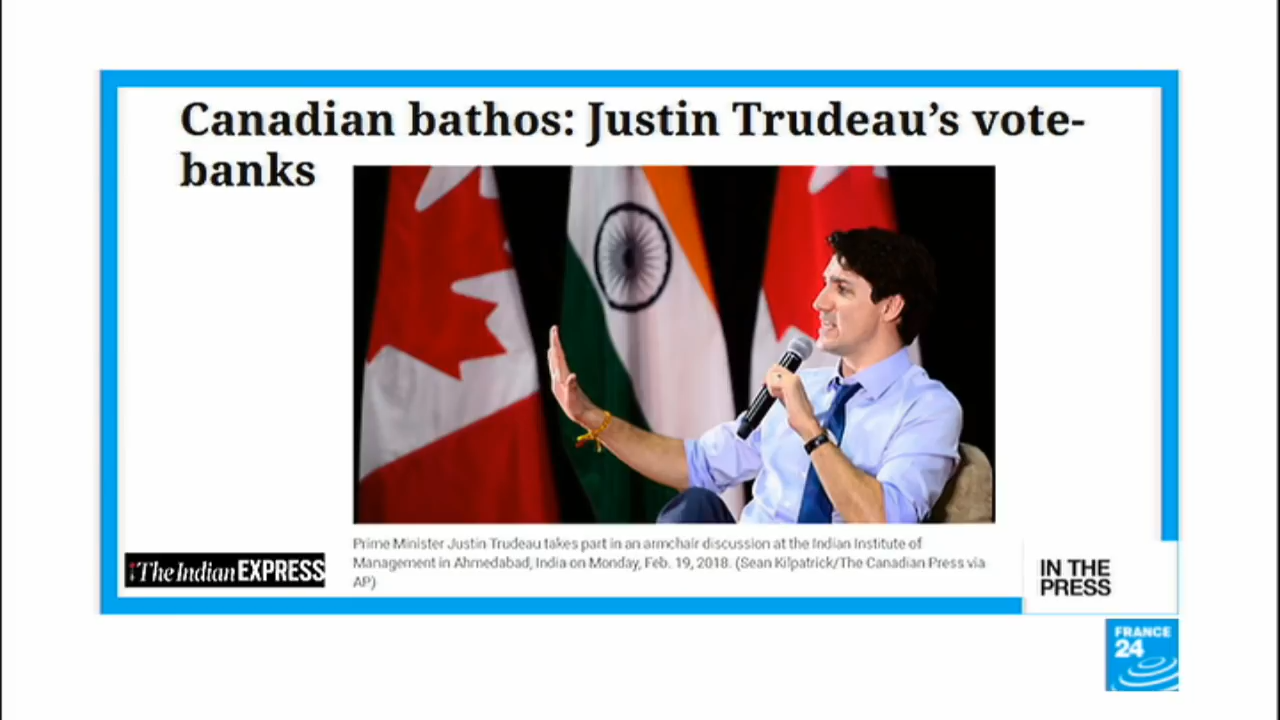 Canadian bathos: Justin Trudeau’s vote-
banks
Prime Minister Justin Trudeau takes part in an armchair discussion at the Indian Institute of
Management in Ahmedabad, India on Monday, Feb. 19, 2018. (Sean Kilpatrick/The Canadian Press via
AP)
The Indian EXPRESS
IN THE
PRESS
FRANCE
24